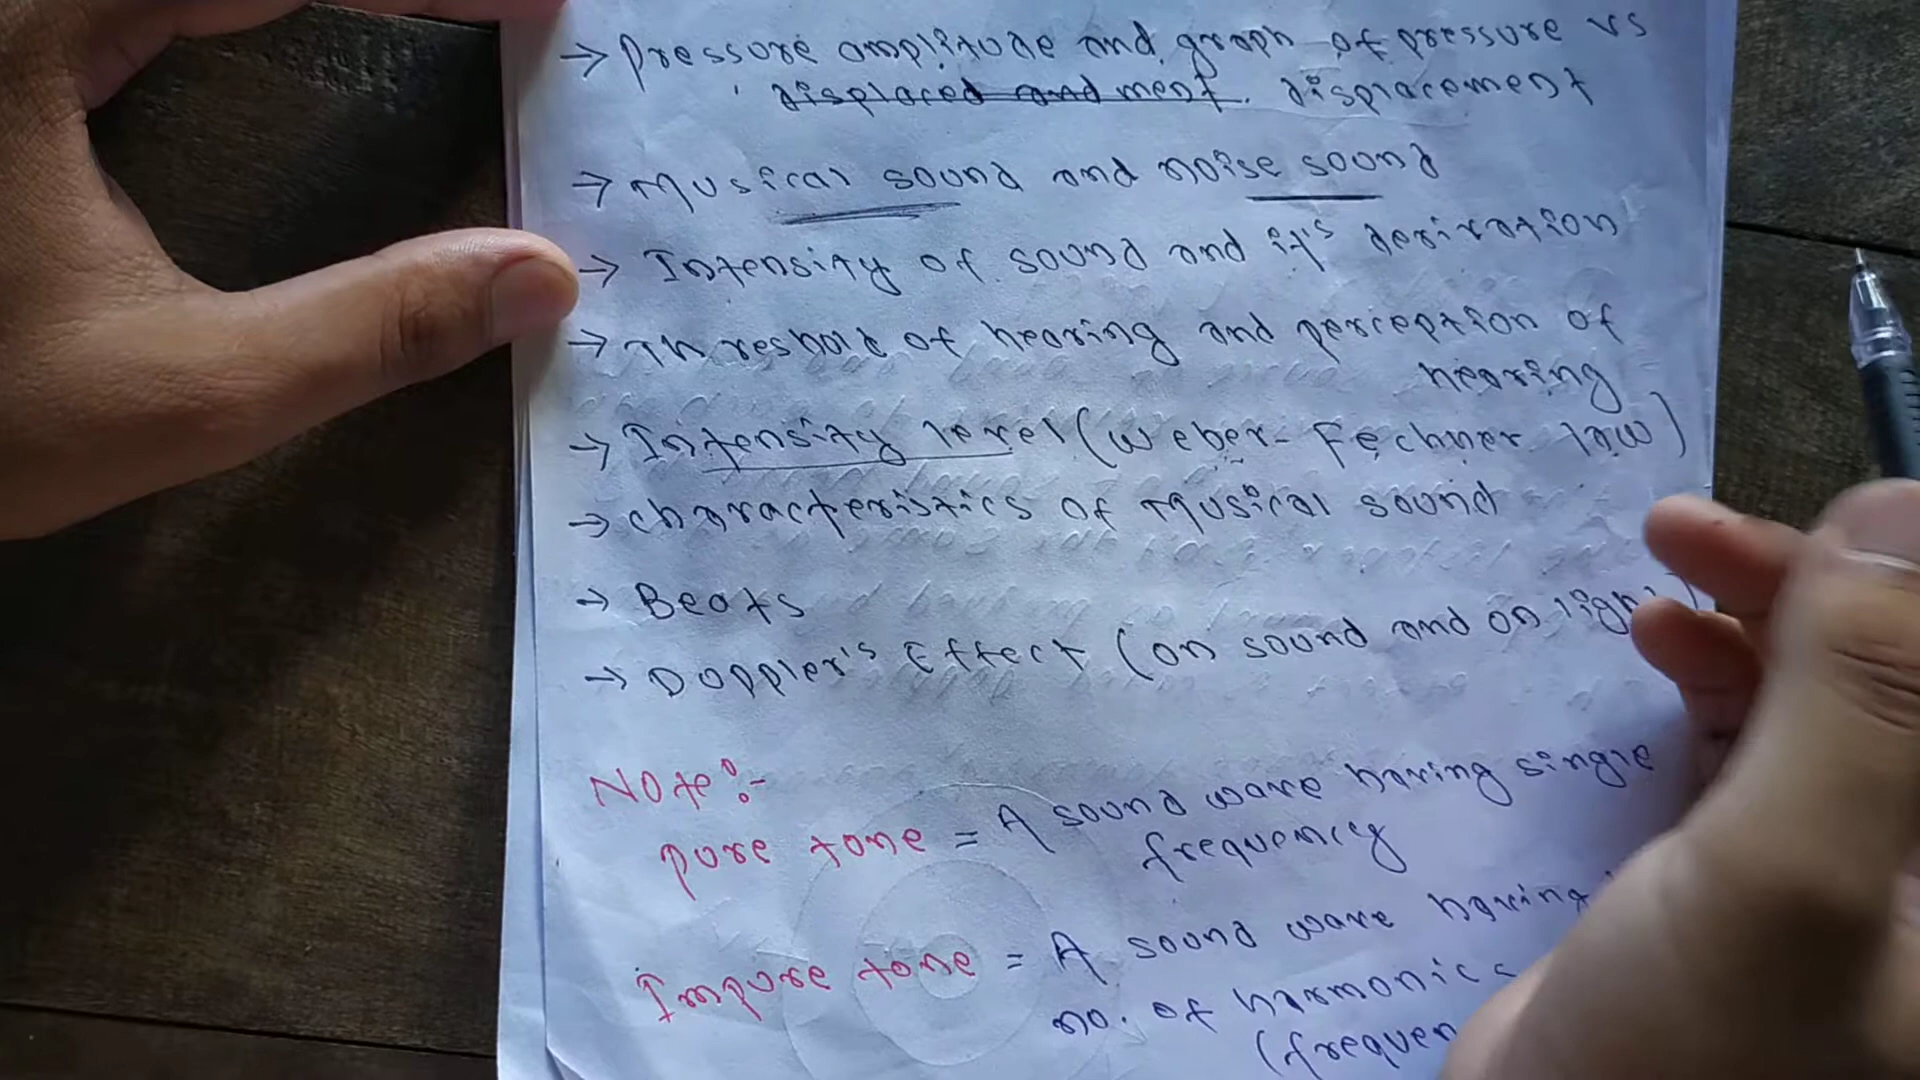 → pressure amplitude and graph of pressure vs
displaced and ment. displacement
→ Musical sound and noise sound
→ Intensity of sound and it's derivation
→ Threshold of hearing and perception of
hearing
→ Intensity level (Weber-Fechner law)
→ characteristics of Musical sound
→ Beats
→ Doppler's Effect (on sound and on light)
Note:-
pure tone = A sound wave having single
frequency
Impure tone = A sound wave having
no. of harmonics
(frequen